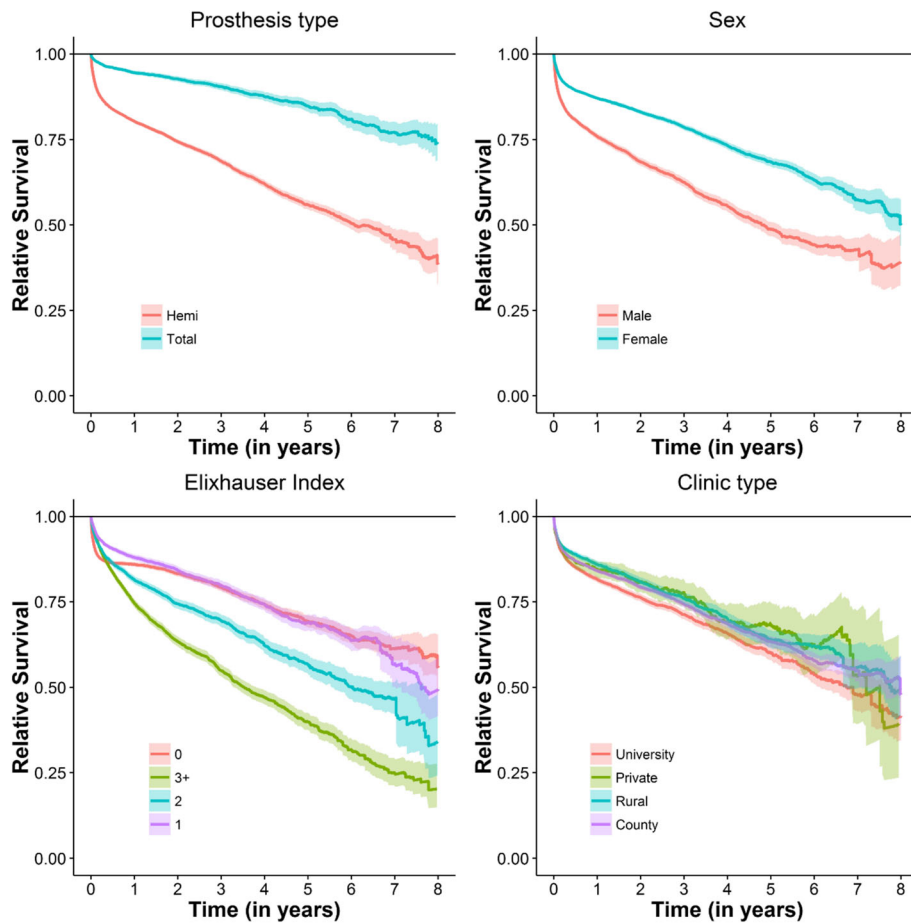 Prosthesis type
1.00
0.75
0.50
0.25
0.00
Relative Survival
Hemi
Total
0 1 2 3 4 5 6 7 8
Time (in years)
Sex
1.00
0.75
0.50
0.25
0.00
Relative Survival
Male
Female
0 1 2 3 4 5 6 7 8
Time (in years)
Elixhauser Index
1.00
0.75
0.50
0.25
0.00
Relative Survival
0
3+
2
1
0 1 2 3 4 5 6 7 8
Time (in years)
Clinic type
1.00
0.75
0.50
0.25
0.00
Relative Survival
University
Private
Rural
County
0 1 2 3 4 5 6 7 8
Time (in years)